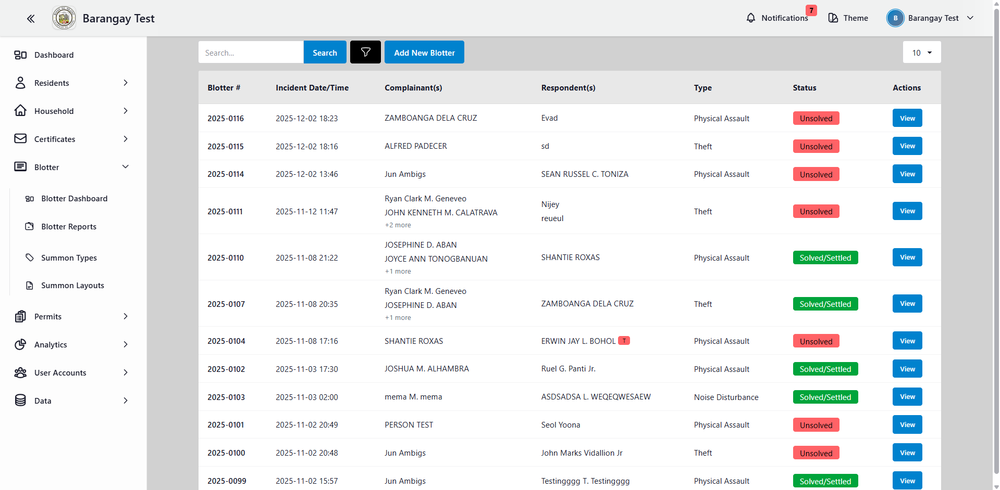 Barangay Test
Notifications
7
Theme
B
Barangay Test
Dashboard
Residents
Household
Certificates
Blotter
Blotter Dashboard
Blotter Reports
Summon Types
Summon Layouts
Permits
Analytics
User Accounts
Data
Search...
Search
Add New Blotter
10
Blotter # Incident Date/Time Complainant(s) Respondent(s) Type Status Actions
2025-0116 2025-12-02 18:23 ZAMBOANGA DELA CRUZ Evad Physical Assault Unsolved View
2025-0115 2025-12-02 18:16 ALFRED PADECER sd Theft Unsolved View
2025-0114 2025-12-02 13:46 Jun Ambigs SEAN RUSSEL C. TONIZA Physical Assault Unsolved View
2025-0111 2025-11-12 11:47
Ryan Clark M. Geneveo
JOHN KENNETH M. CALATRAVA
+2 more
Nijey
reueul
Theft Unsolved View
2025-0110 2025-11-08 21:22
JOSEPHINE D. ABAN
JOYCE ANN TONOGBANUAN
+1 more
SHANTIE ROXAS Physical Assault Solved/Settled View
2025-0107 2025-11-08 20:35
Ryan Clark M. Geneveo
JOSEPHINE D. ABAN
+1 more
ZAMBOANGA DELA CRUZ Theft Solved/Settled View
2025-0104 2025-11-08 17:16 SHANTIE ROXAS ERWIN JAY L. BOHOL T Physical Assault Unsolved View
2025-0102 2025-11-03 17:30 JOSHUA M. ALHAMBRA Ruel G. Panti Jr. Physical Assault Solved/Settled View
2025-0103 2025-11-03 02:00 mema M. mema ASDSADSA L. WEQEQWESAEW Noise Disturbance Solved/Settled View
2025-0101 2025-11-02 20:49 PERSON TEST Seol Yoona Physical Assault Unsolved View
2025-0100 2025-11-02 20:48 Jun Ambigs John Marks Vidallion Jr Theft Unsolved View
2025-0099 2025-11-02 15:57 Jun Ambigs Testingggg T. Testingggg Physical Assault Solved/Settled View